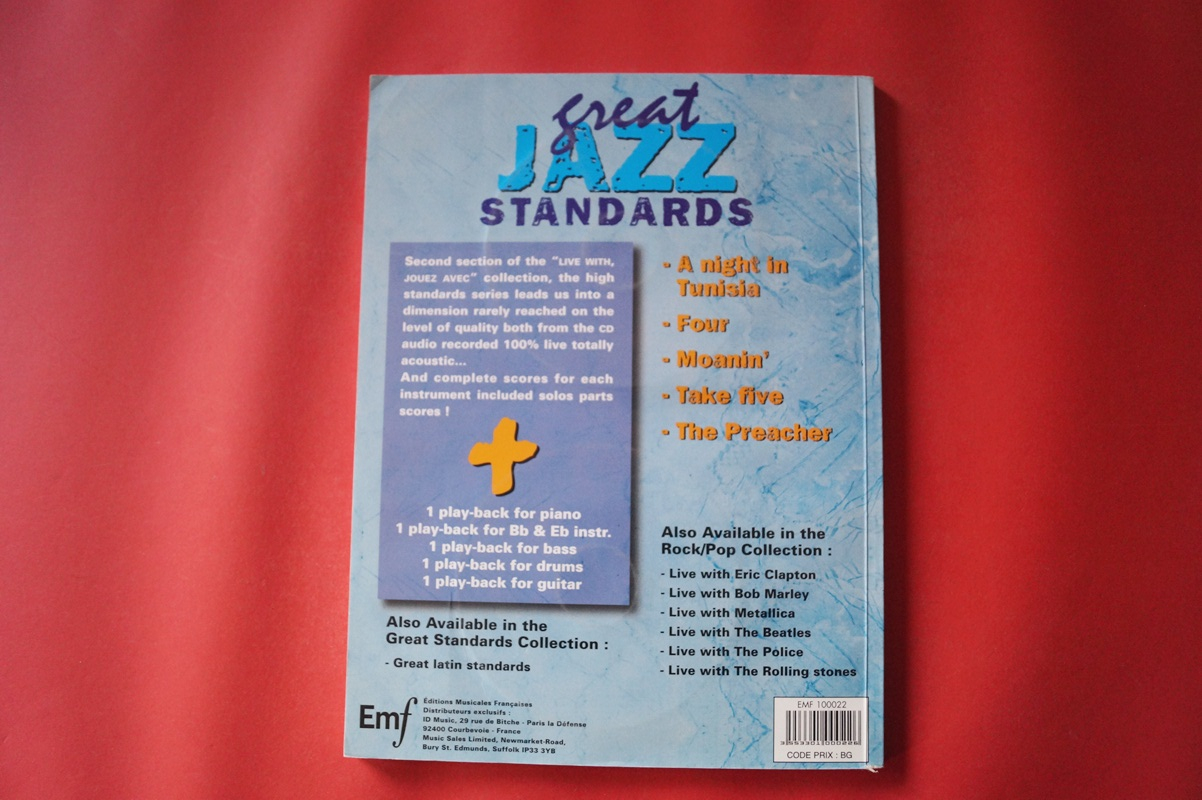 great
JAZZ
STANDARDS
Second section of the "LIVE WITH,
JOUEZ AVEC" collection, the high
standards series leads us into a
dimension rarely reached on the
level of quality both from the CD
audio recorded 100% live totally
acoustic...
And complete scores for each
instrument included solos parts
scores !
1 play-back for piano
1 play-back for Bb & Eb instr.
1 play-back for bass
1 play-back for drums
1 play-back for guitar
- A night in
Tunisia
- Four
- Moanin'
- Take five
- The Preacher
Also Available in the
Great Standards Collection :
- Great latin standards
Also Available in the
Rock/Pop Collection :
- Live with Eric Clapton
- Live with Bob Marley
- Live with Metallica
- Live with The Beatles
- Live with The Police
- Live with The Rolling stones
Emf
Éditions Musicales Françaises
Distributeurs exclusifs :
ID Music, 29 rue de Bitche - Paris la Défense
92400 Courbevoie - France
Music Sales Limited, Newmarket-Road,
Bury St. Edmunds, Suffolk IP33 3YB
EMF 100022
CODE PRIX : BG